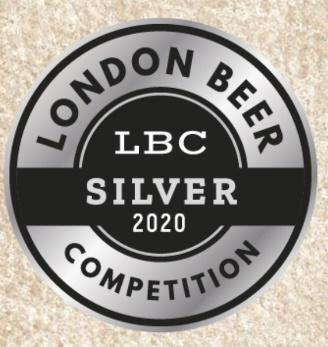 LONDON BEER
LBC
SILVER
2020
COMPETITION